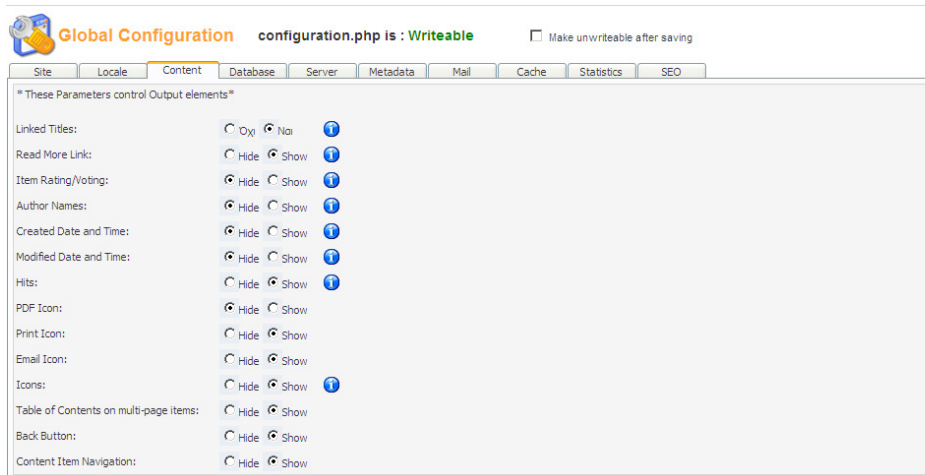 Global Configuration configuration.php is : Writeable Make unwriteable after saving
Site Locale Content Database Server Metadata Mail Cache Statistics SEO
* These Parameters control Output elements*
Linked Titles: Όχι Ναι
Read More Link: Hide Show
Item Rating/Voting: Hide Show
Author Names: Hide Show
Created Date and Time: Hide Show
Modified Date and Time: Hide Show
Hits: Hide Show
PDF Icon: Hide Show
Print Icon: Hide Show
Email Icon: Hide Show
Icons: Hide Show
Table of Contents on multi-page items: Hide Show
Back Button: Hide Show
Content Item Navigation: Hide Show